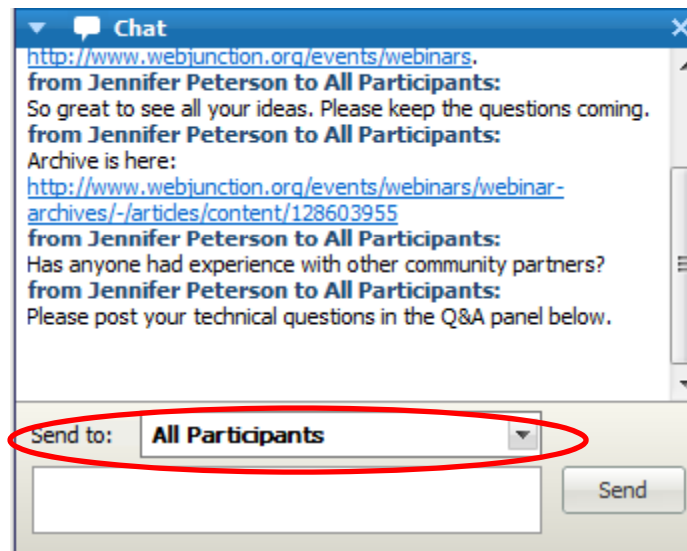 Chat
http://www.webjunction.org/events/webinars.
from Jennifer Peterson to All Participants:
So great to see all your ideas. Please keep the questions coming.
from Jennifer Peterson to All Participants:
Archive is here:
http://www.webjunction.org/events/webinars/webinar-
archives/-/articles/content/128603955
from Jennifer Peterson to All Participants:
Has anyone had experience with other community partners?
from Jennifer Peterson to All Participants:
Please post your technical questions in the Q&A panel below.
Send to: All Participants
Send